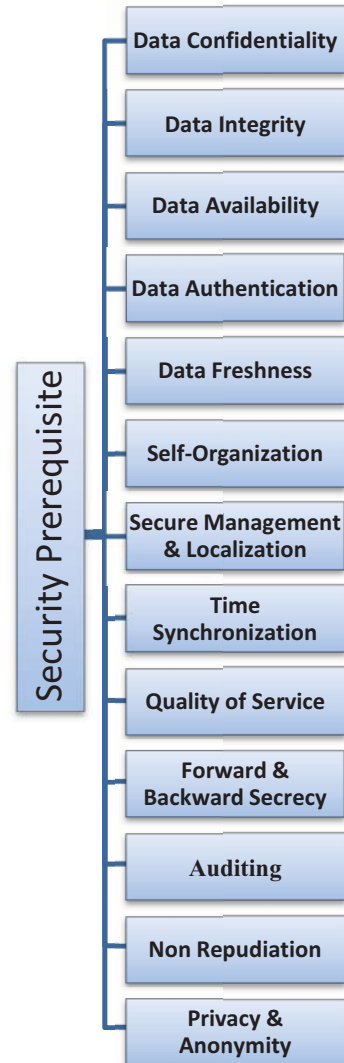 Security Prerequisite
Data Confidentiality
Data Integrity
Data Availability
Data Authentication
Data Freshness
Self-Organization
Secure Management
& Localization
Time
Synchronization
Quality of Service
Forward &
Backward Secrecy
Auditing
Non Repudiation
Privacy &
Anonymity